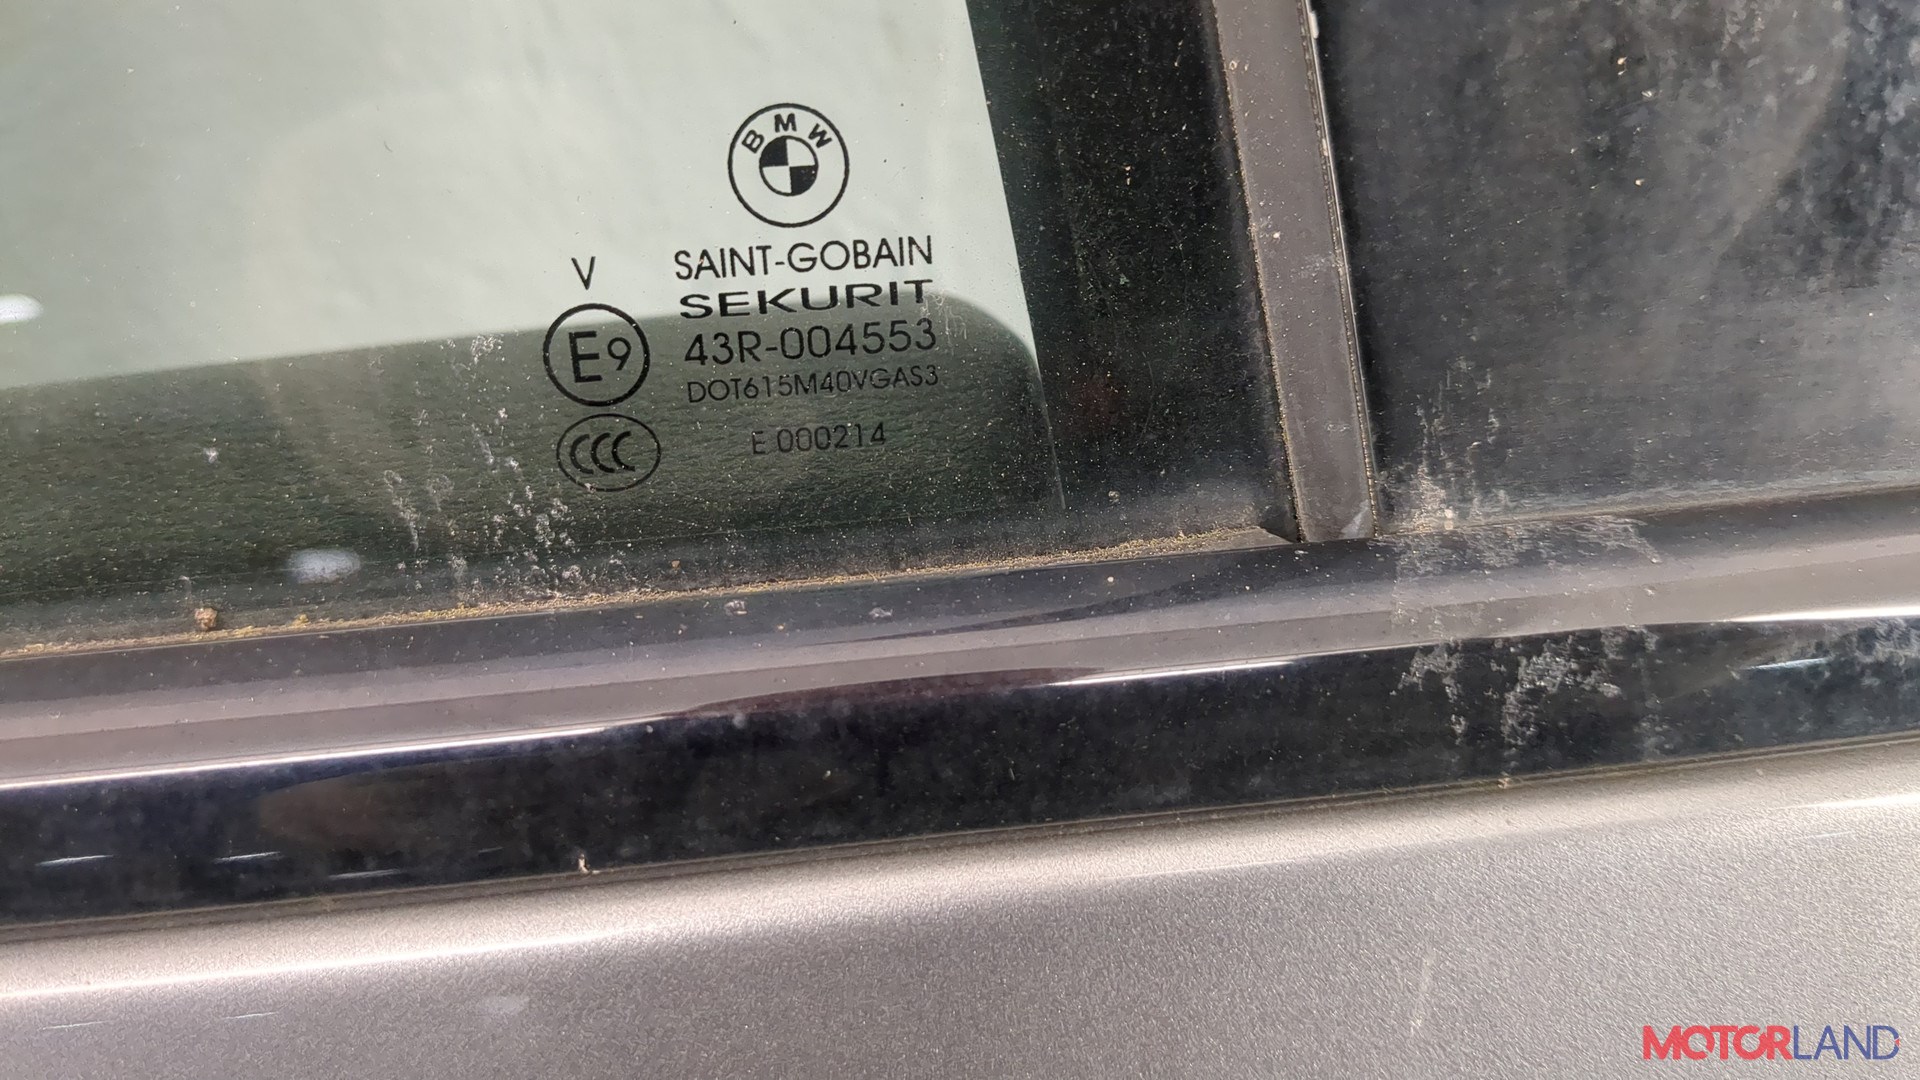 BMW
V
SAINT-GOBAIN
SEKURIT
E9
43R-004553
DOT615M40VGAS3
CCC
E 000214
MOTORLAND